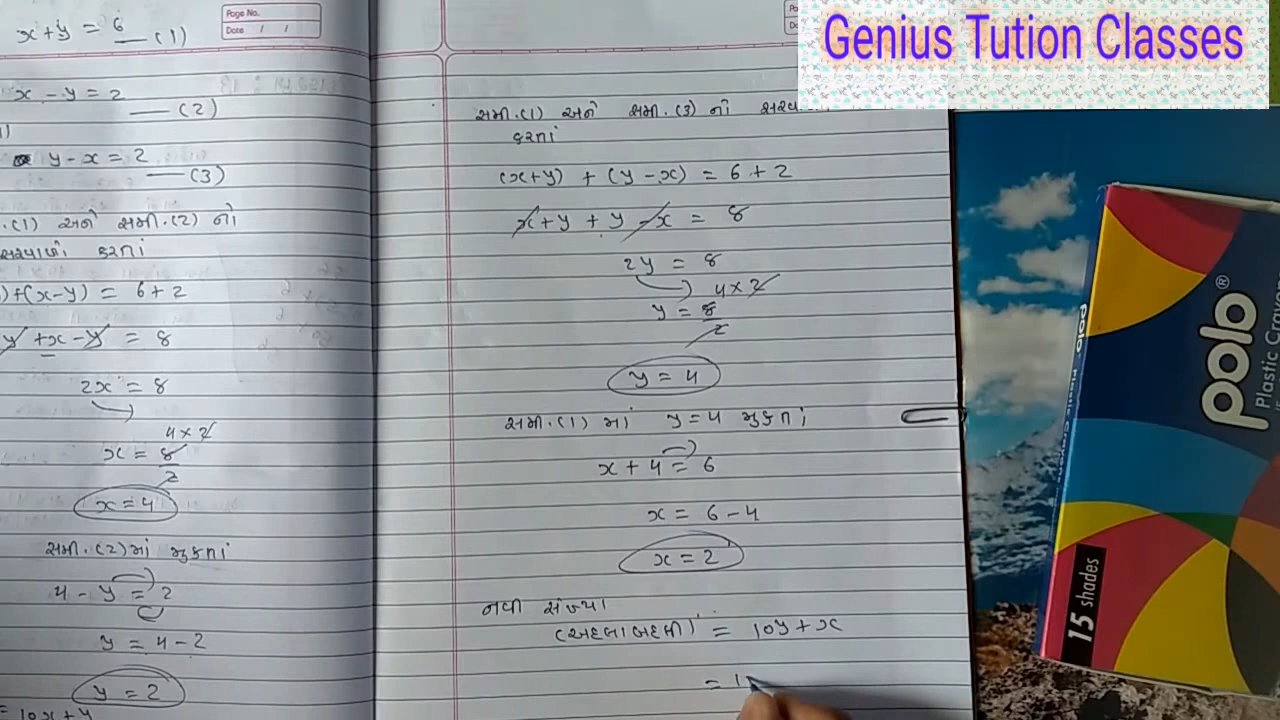 Genius Tution Classes
Page No.
Date / /
x+y = 6 — (1)
x - y = 2
— (2)
y - x = 2
— (3)
.(1) અને સમી.(2) નો
સરવાળો કરતાં
)+(x-y) = 6+2
y + x - y = 8
2x = 8
4 × 2
x = 8
2
x = 4
સમી.(2)માં મુકતાં
4 - y = 2
y = 4 - 2
y = 2
= 10x + y
સમી.(1) અને સમી.(3) નો
કરતાં
(x+y) + (y-x) = 6+2
x + y + y - x = 8
2y = 8
4 × 2
y = 8
2
y = 4
સમી.(1) માં y = 4 મુકતાં
x + 4 = 6
x = 6 - 4
x = 2
નવી સંખ્યા
(અદલાબદલી) = 10y + x
= 1
polo®
Plastic
15 shades
polo